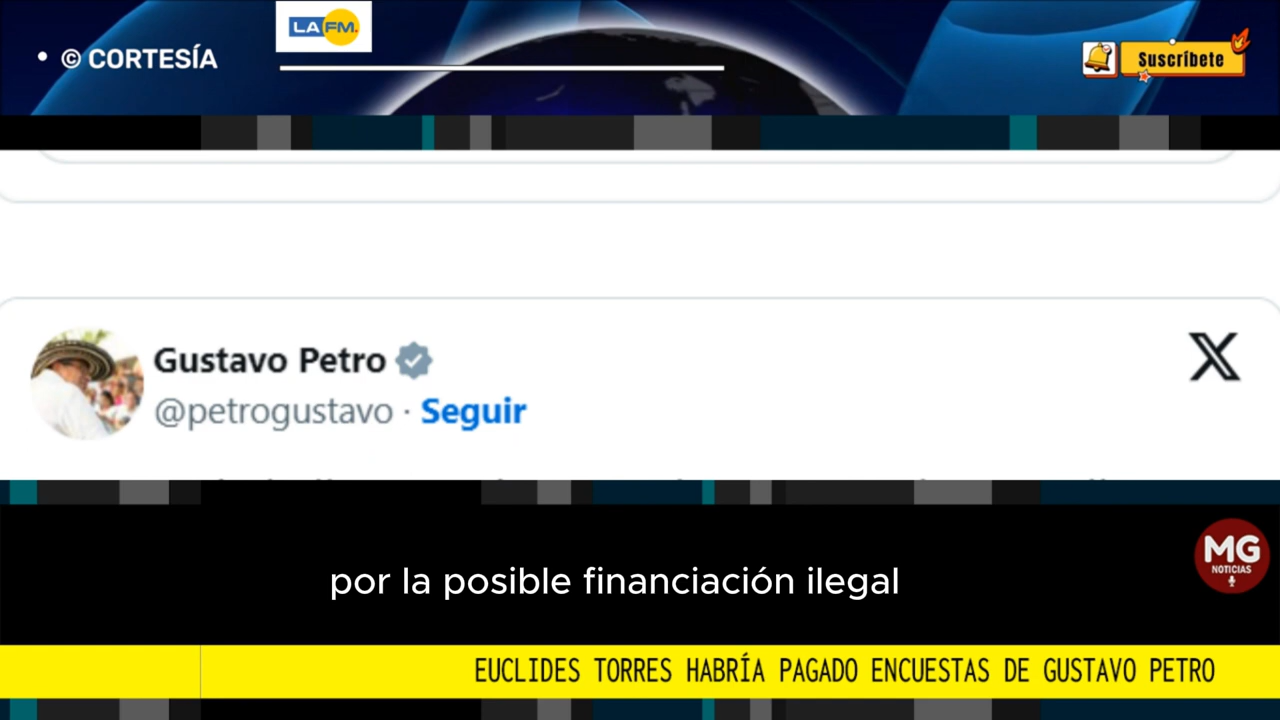 © CORTESÍA
LA FM.
Suscríbete
Gustavo Petro
@petrogustavo · Seguir
por la posible financiación ilegal
MG
NOTICIAS
EUCLIDES TORRES HABRÍA PAGADO ENCUESTAS DE GUSTAVO PETRO